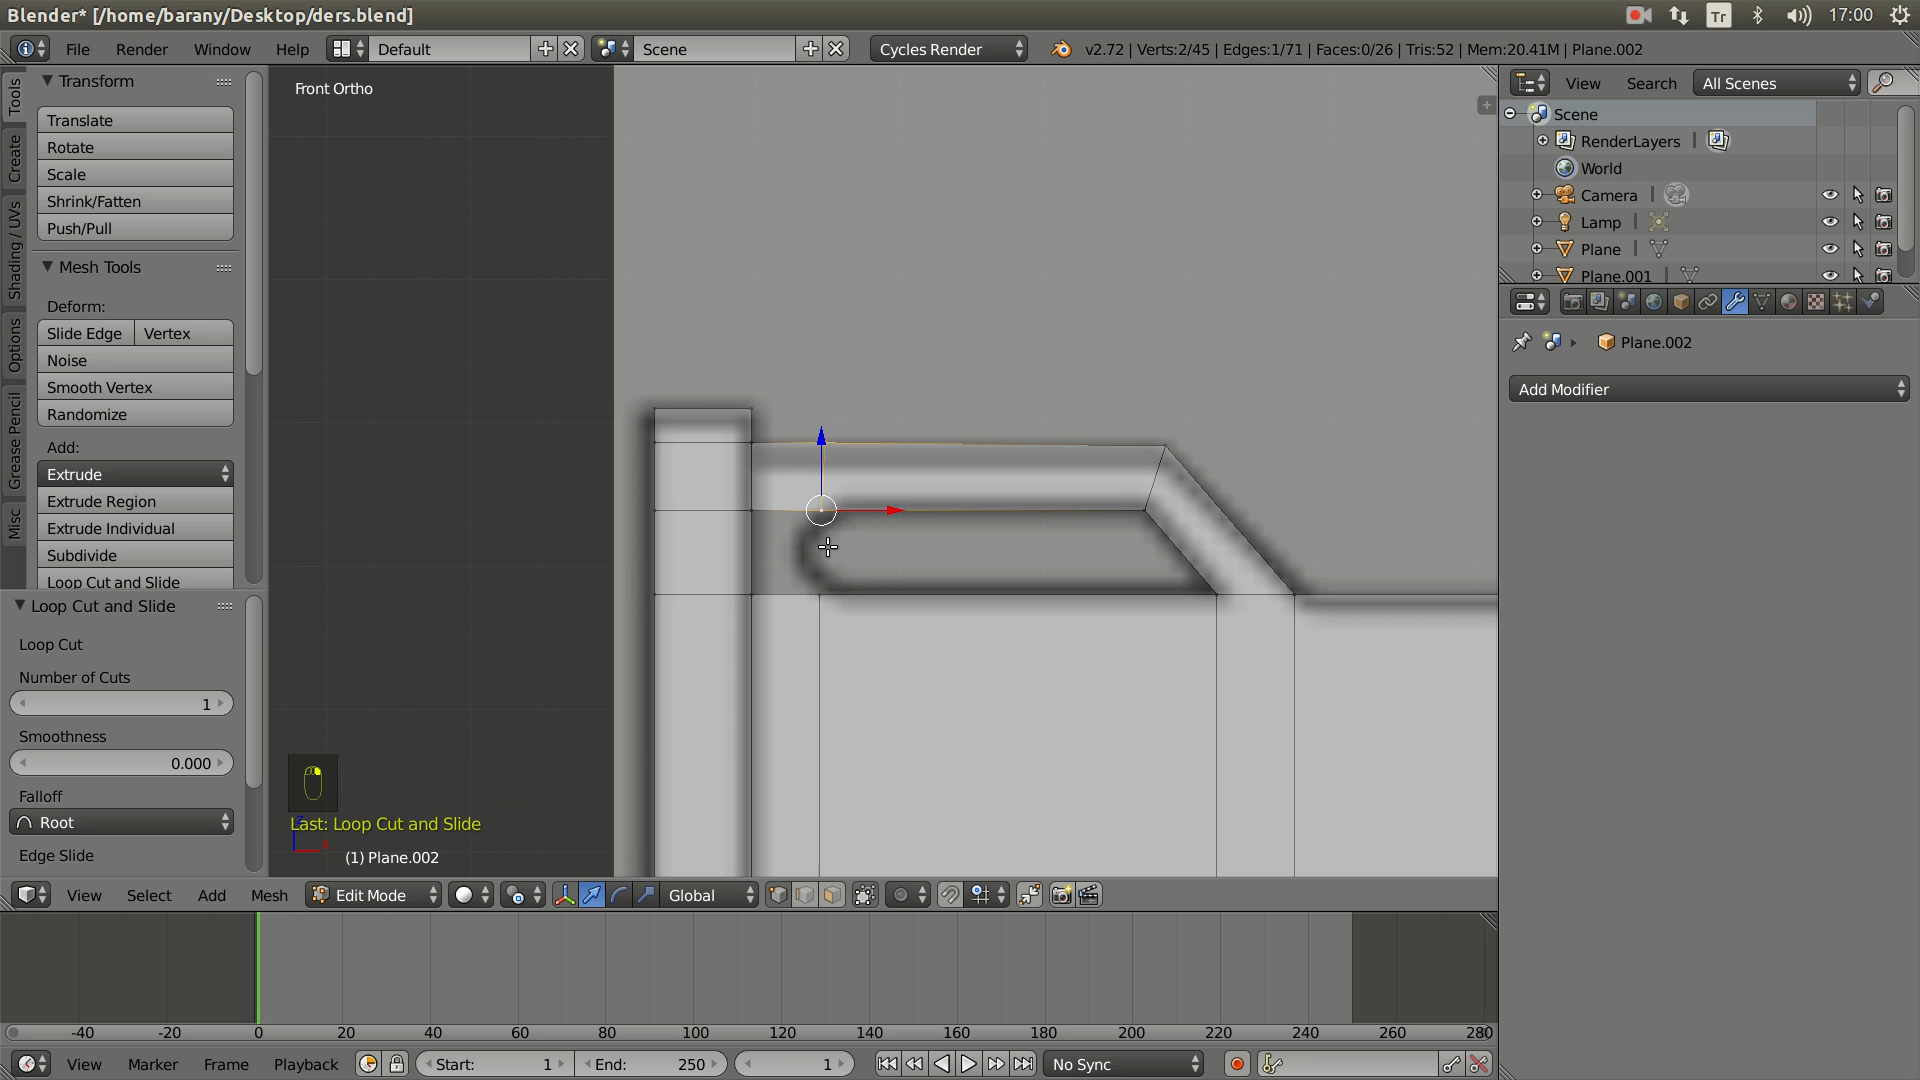 Blender* [/home/barany/Desktop/ders.blend]
Tr
17:00
File
Render
Window
Help
Default
Scene
Cycles Render
v2.72 | Verts:2/45 | Edges:1/71 | Faces:0/26 | Tris:52 | Mem:20.41M | Plane.002
Tools
Create
Shading / UVs
Options
Grease Pencil
Misc
Transform
Translate
Rotate
Scale
Shrink/Fatten
Push/Pull
Mesh Tools
Deform:
Slide Edge
Vertex
Noise
Smooth Vertex
Randomize
Add:
Extrude
Extrude Region
Extrude Individual
Subdivide
Loop Cut and Slide
Loop Cut and Slide
Loop Cut
Number of Cuts
1
Smoothness
0.000
Falloff
Root
Edge Slide
Front Ortho
Last: Loop Cut and Slide
(1) Plane.002
View
Select
Add
Mesh
Edit Mode
Global
View
Search
All Scenes
Scene
RenderLayers
World
Camera
Lamp
Plane
Plane.001
Plane.002
Add Modifier
-40
-20
0
20
40
60
80
100
120
140
160
180
200
220
240
260
280
View
Marker
Frame
Playback
Start: 1
End: 250
1
No Sync